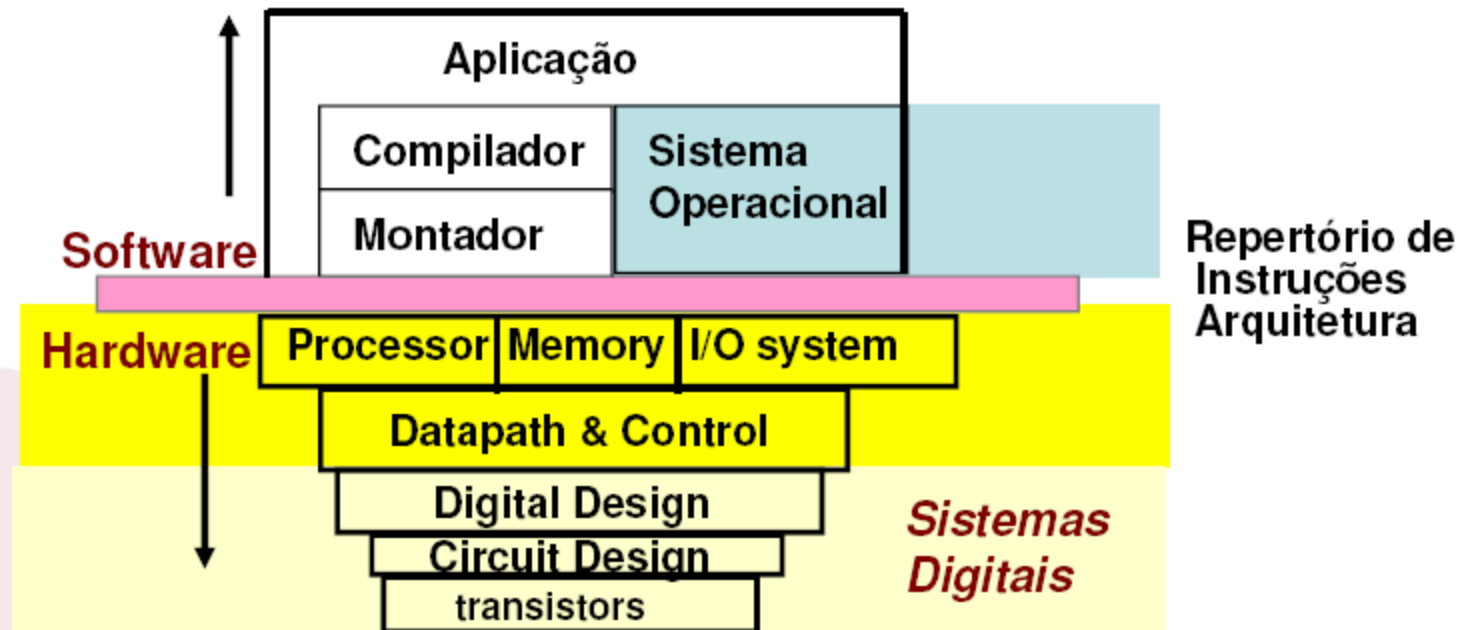 Aplicação
Compilador
Sistema
Operacional
Montador
Software
Repertório de
Instruções
Arquitetura
Hardware
Processor
Memory
I/O system
Datapath & Control
Digital Design
Sistemas
Digitais
Circuit Design
transistors